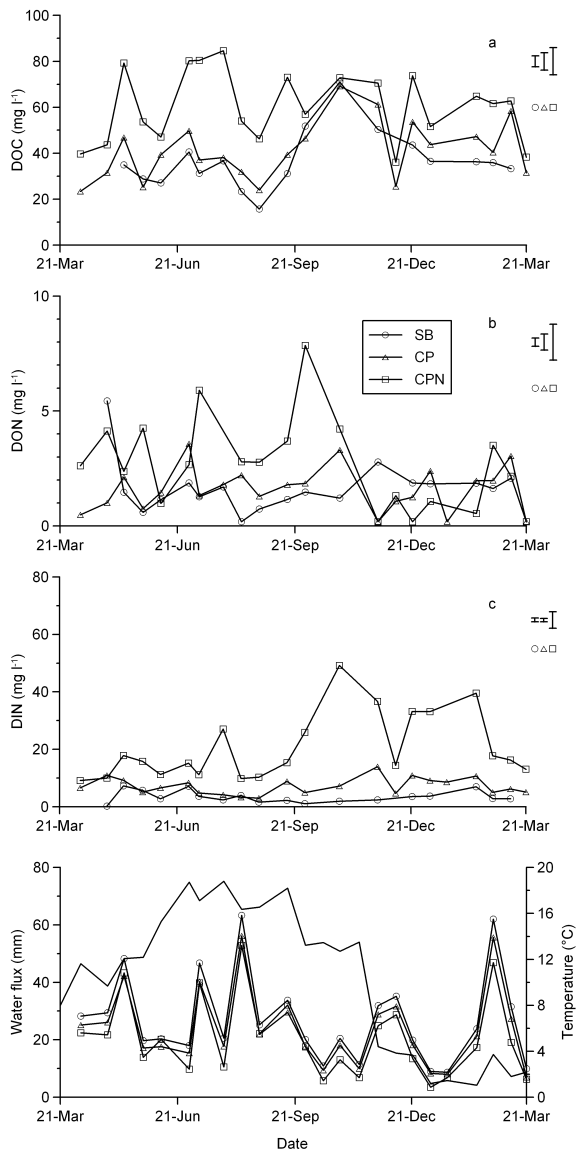 a
100
80
60
40
20
0
DOC (mg l-1)
21-Mar 21-Jun 21-Sep 21-Dec 21-Mar
b
10
5
0
DON (mg l-1)
SB
CP
CPN
21-Mar 21-Jun 21-Sep 21-Dec 21-Mar
c
80
60
40
20
0
DIN (mg l-1)
21-Mar 21-Jun 21-Sep 21-Dec 21-Mar
80
60
40
20
0
Water flux (mm)
20
16
12
8
4
0
Temperature (°C)
21-Mar 21-Jun 21-Sep 21-Dec 21-Mar
Date